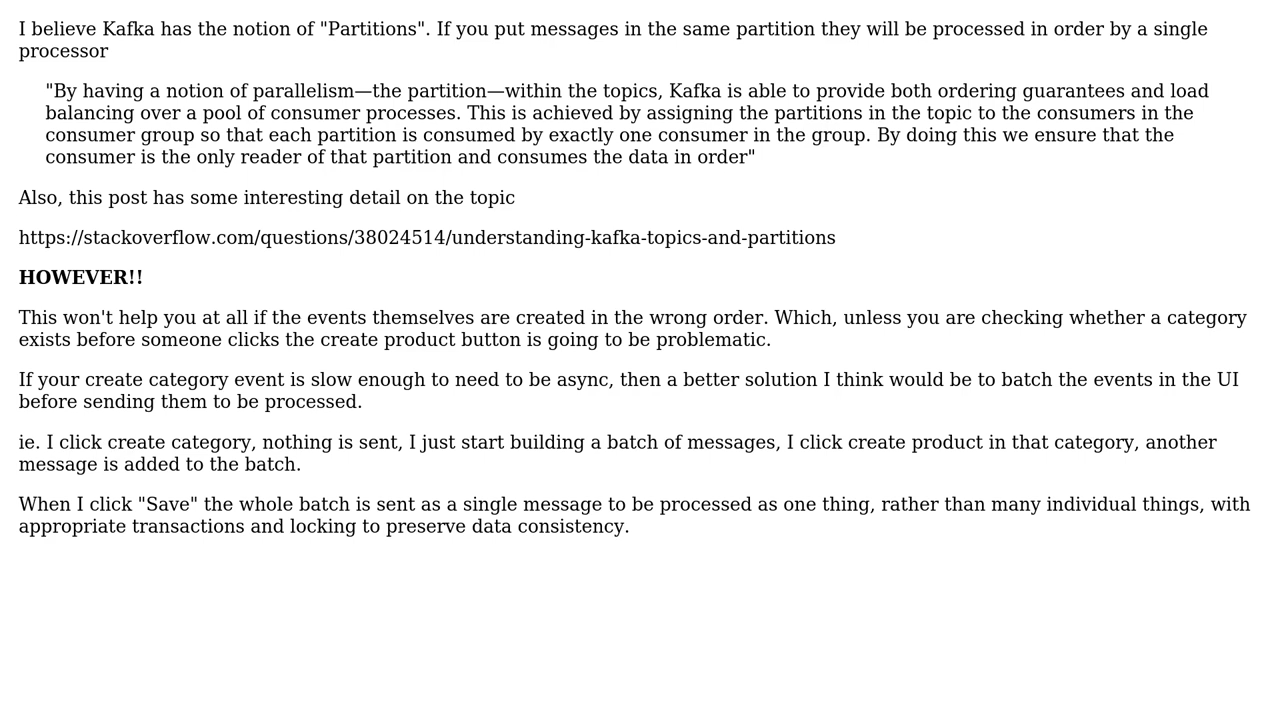 I believe Kafka has the notion of "Partitions". If you put messages in the same partition they will be processed in order by a single
processor
"By having a notion of parallelism—the partition—within the topics, Kafka is able to provide both ordering guarantees and load
balancing over a pool of consumer processes. This is achieved by assigning the partitions in the topic to the consumers in the
consumer group so that each partition is consumed by exactly one consumer in the group. By doing this we ensure that the
consumer is the only reader of that partition and consumes the data in order"
Also, this post has some interesting detail on the topic
https://stackoverflow.com/questions/38024514/understanding-kafka-topics-and-partitions
HOWEVER!!
This won't help you at all if the events themselves are created in the wrong order. Which, unless you are checking whether a category
exists before someone clicks the create product button is going to be problematic.
If your create category event is slow enough to need to be async, then a better solution I think would be to batch the events in the UI
before sending them to be processed.
ie. I click create category, nothing is sent, I just start building a batch of messages, I click create product in that category, another
message is added to the batch.
When I click "Save" the whole batch is sent as a single message to be processed as one thing, rather than many individual things, with
appropriate transactions and locking to preserve data consistency.